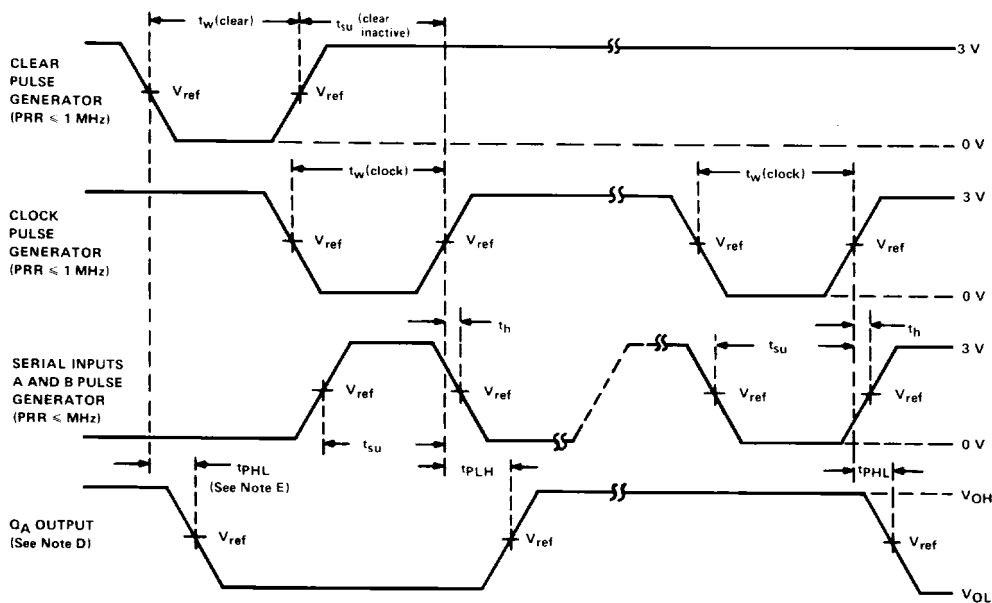 tw(clear)
tsu (clear inactive)
CLEAR
PULSE
GENERATOR
(PRR ⩽ 1 MHz)
Vref
Vref
3 V
0 V
tw(clock)
tw(clock)
CLOCK
PULSE
GENERATOR
(PRR ⩽ 1 MHz)
Vref
Vref
Vref
Vref
3 V
0 V
th
th
tsu
SERIAL INPUTS
A AND B PULSE
GENERATOR
(PRR ⩽ MHz)
Vref
Vref
Vref
Vref
3 V
0 V
tsu
tPHL
(See Note E)
tPLH
tPHL
QA OUTPUT
(See Note D)
Vref
Vref
Vref
VOH
VOL